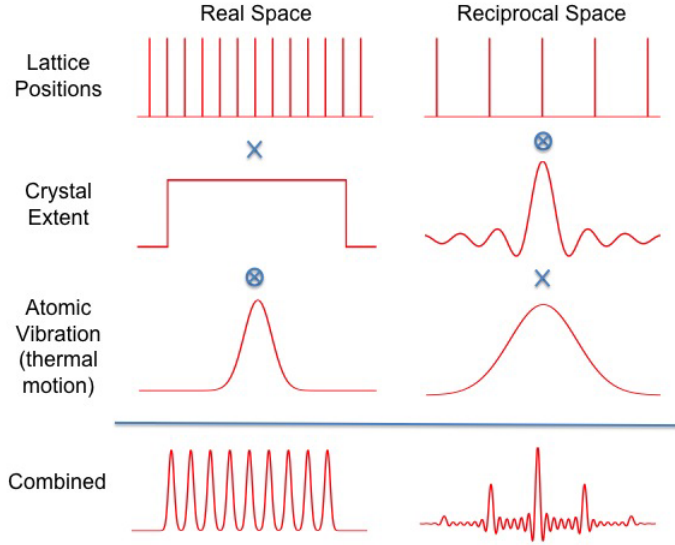 Real Space
Reciprocal Space
Lattice
Positions
×
⊗
Crystal
Extent
⊗
×
Atomic
Vibration
(thermal
motion)
Combined